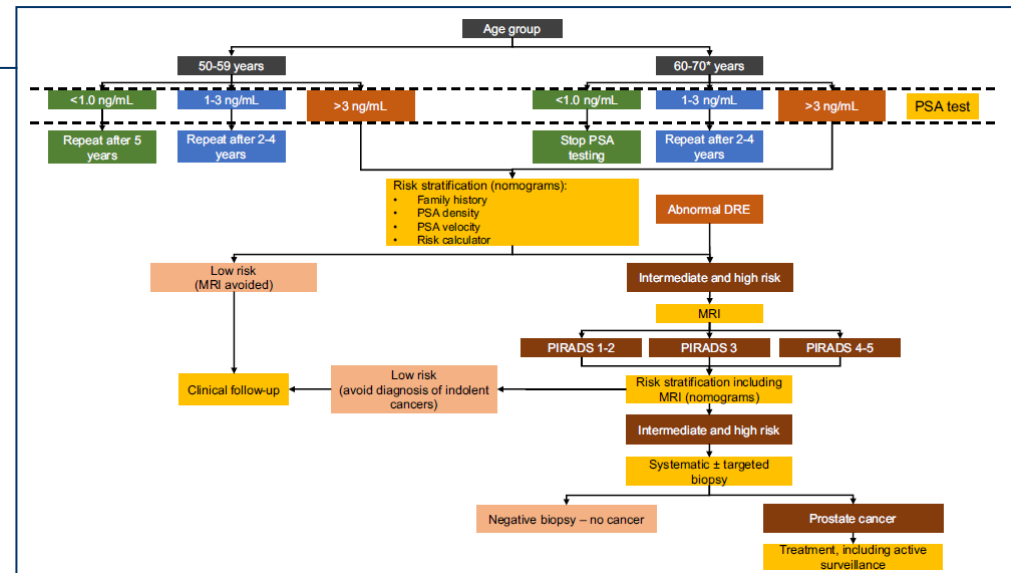 Age group
50-59 years
60-70* years
<1.0 ng/mL
1-3 ng/mL
>3 ng/mL
<1.0 ng/mL
1-3 ng/mL
>3 ng/mL
PSA test
Repeat after 5
years
Repeat after 2-4
years
Stop PSA
testing
Repeat after 2-4
years
Risk stratification (nomograms):
• Family history
• PSA density
• PSA velocity
• Risk calculator
Abnormal DRE
Low risk
(MRI avoided)
Intermediate and high risk
MRI
PIRADS 1-2
PIRADS 3
PIRADS 4-5
Clinical follow-up
Low risk
(avoid diagnosis of indolent
cancers)
Risk stratification including
MRI (nomograms)
Intermediate and high risk
Systematic ± targeted
biopsy
Negative biopsy – no cancer
Prostate cancer
Treatment, including active
surveillance